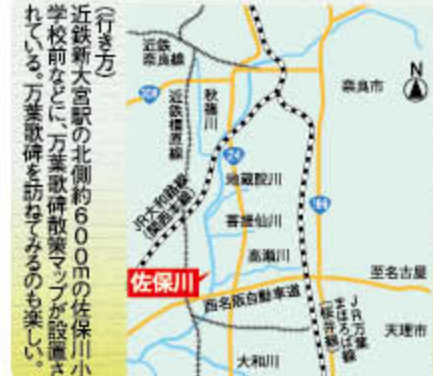 (行き方)
近鉄新大宮駅の北側約600mの佐保川小
学校前などに、万葉歌碑散策マップが設置さ
れている。万葉歌碑を訪ねてみるのも楽しい。
近鉄
奈良線
308
秋篠川
近鉄橿原線
奈良市
N
24
JR大和路線
(関西本線)
地蔵院川
菩提仙川
169
高瀬川
佐保川
至名古屋
西名阪自動車道
JR万葉
まほろば線
(桜井線)
天理市
大和川